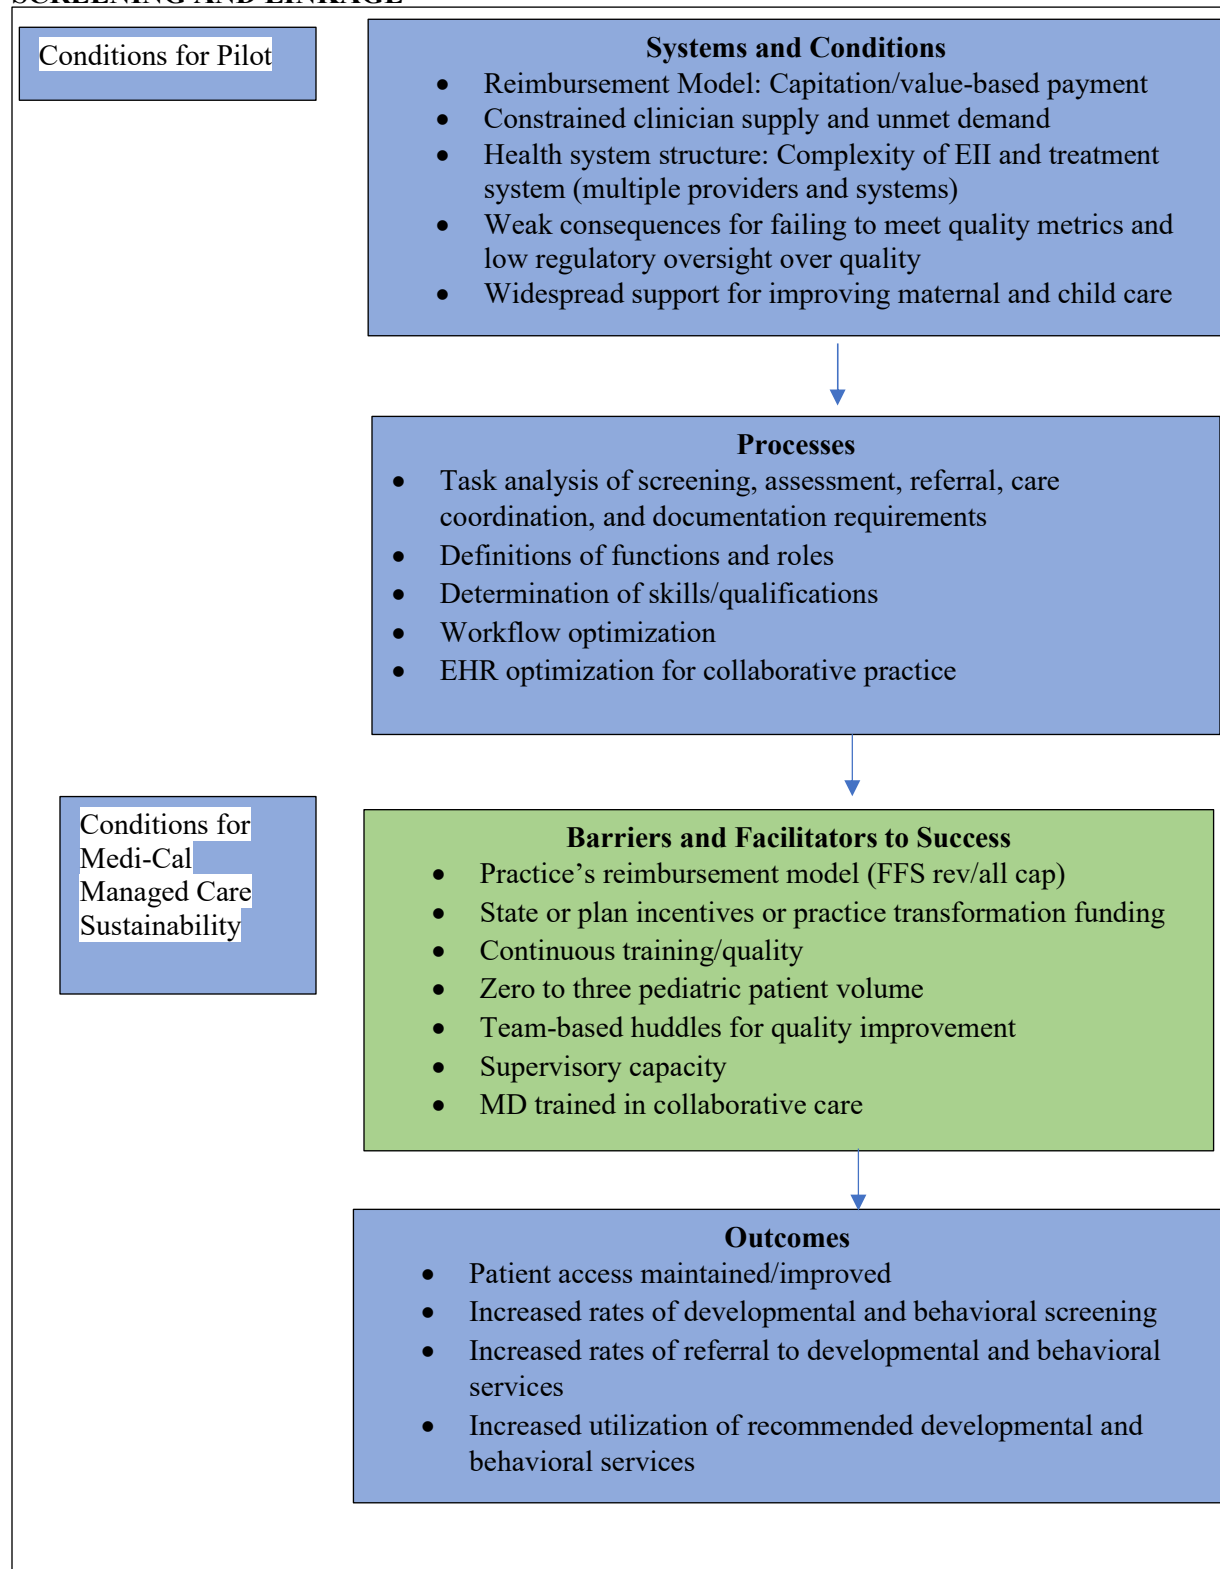 SCREENING AND LINKAGE
Conditions for Pilot
Systems and Conditions
• Reimbursement Model: Capitation/value-based payment
• Constrained clinician supply and unmet demand
• Health system structure: Complexity of EII and treatment
system (multiple providers and systems)
• Weak consequences for failing to meet quality metrics and
low regulatory oversight over quality
• Widespread support for improving maternal and child care
Processes
• Task analysis of screening, assessment, referral, care
coordination, and documentation requirements
• Definitions of functions and roles
• Determination of skills/qualifications
• Workflow optimization
• EHR optimization for collaborative practice
Conditions for
Medi-Cal
Managed Care
Sustainability
Barriers and Facilitators to Success
• Practice’s reimbursement model (FFS rev/all cap)
• State or plan incentives or practice transformation funding
• Continuous training/quality
• Zero to three pediatric patient volume
• Team-based huddles for quality improvement
• Supervisory capacity
• MD trained in collaborative care
Outcomes
• Patient access maintained/improved
• Increased rates of developmental and behavioral screening
• Increased rates of referral to developmental and behavioral
services
• Increased utilization of recommended developmental and
behavioral services